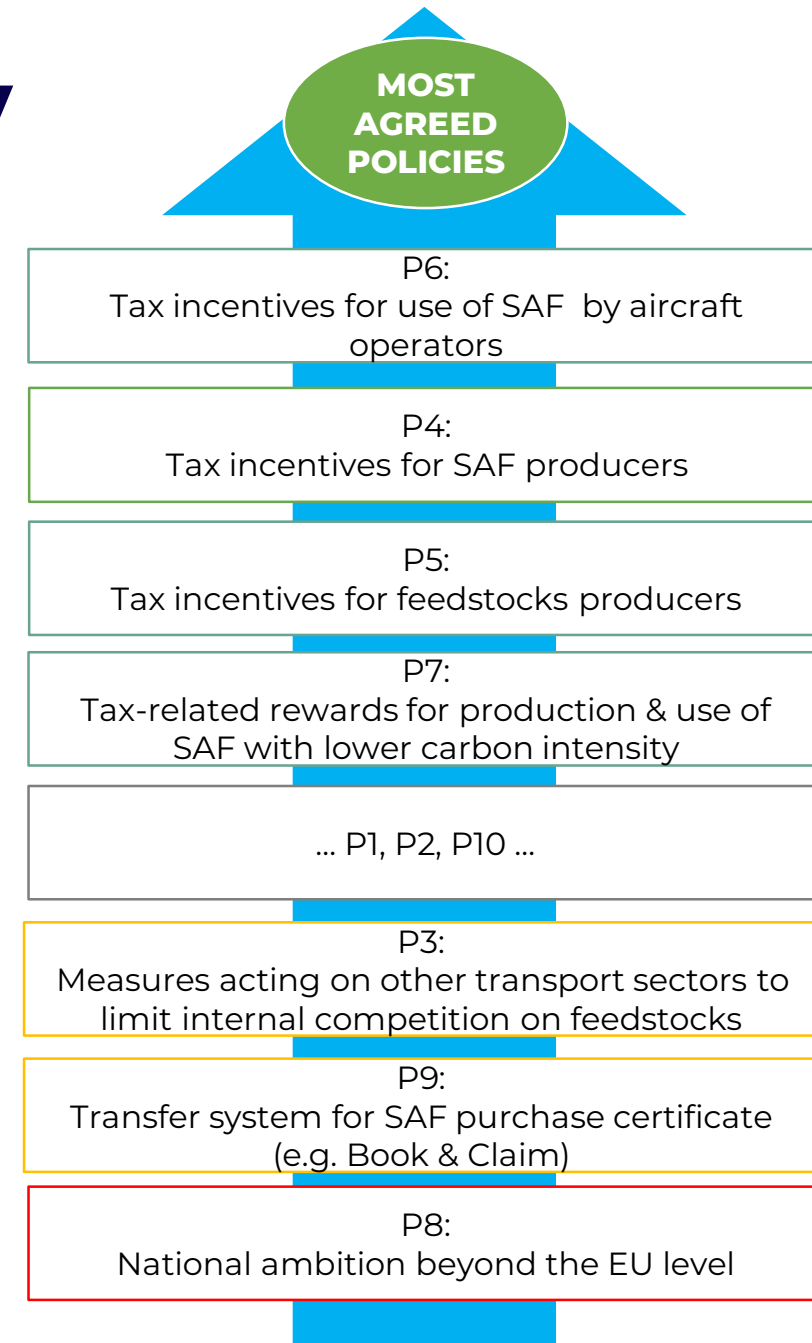 MOST
AGREED
POLICIES
P6:
Tax incentives for use of SAF by aircraft
operators
P4:
Tax incentives for SAF producers
P5:
Tax incentives for feedstocks producers
P7:
Tax-related rewards for production & use of
SAF with lower carbon intensity
... P1, P2, P10 ...
P3:
Measures acting on other transport sectors to
limit internal competition on feedstocks
P9:
Transfer system for SAF purchase certificate
(e.g. Book & Claim)
P8:
National ambition beyond the EU level